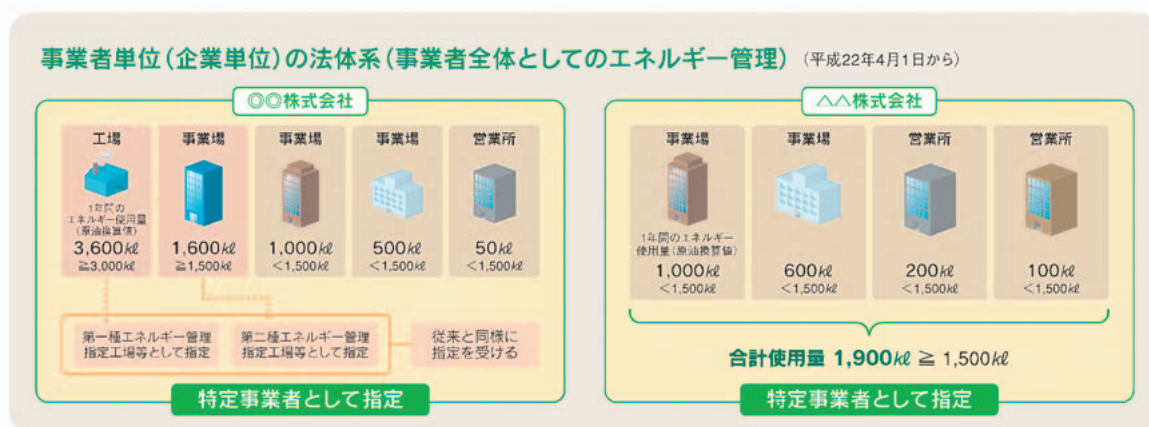 事業者単位(企業単位)の法体系(事業者全体としてのエネルギー管理) (平成22年4月1日から)
◎◎株式会社
工場
1年間の
エネルギー使用量
(原油換算値)
3,600㎘
≧3,000㎘
事業場
1,600㎘
≧1,500㎘
事業場
1,000㎘
<1,500㎘
事業場
500㎘
<1,500㎘
営業所
50㎘
<1,500㎘
第一種エネルギー管理
指定工場等として指定
第二種エネルギー管理
指定工場等として指定
従来と同様に
指定を受ける
特定事業者として指定
△△株式会社
事業場
1年間のエネルギー
使用量(原油換算値)
1,000㎘
<1,500㎘
事業場
600㎘
<1,500㎘
営業所
200㎘
<1,500㎘
営業所
100㎘
<1,500㎘
合計使用量 1,900㎘ ≧ 1,500㎘
特定事業者として指定